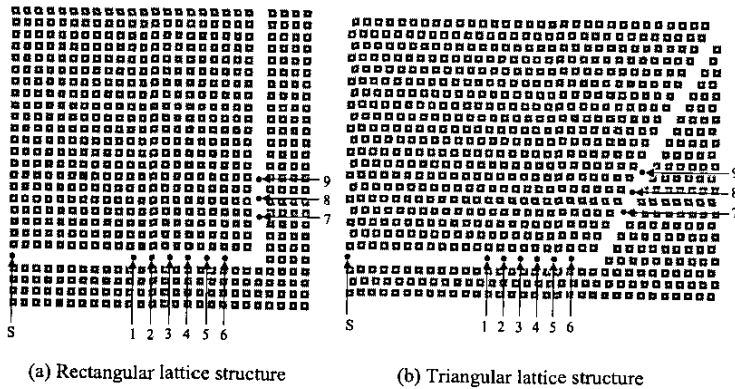 9 9
8 8
7 7
S 1 2 3 4 5 6 S 1 2 3 4 5 6
(a) Rectangular lattice structure (b) Triangular lattice structure